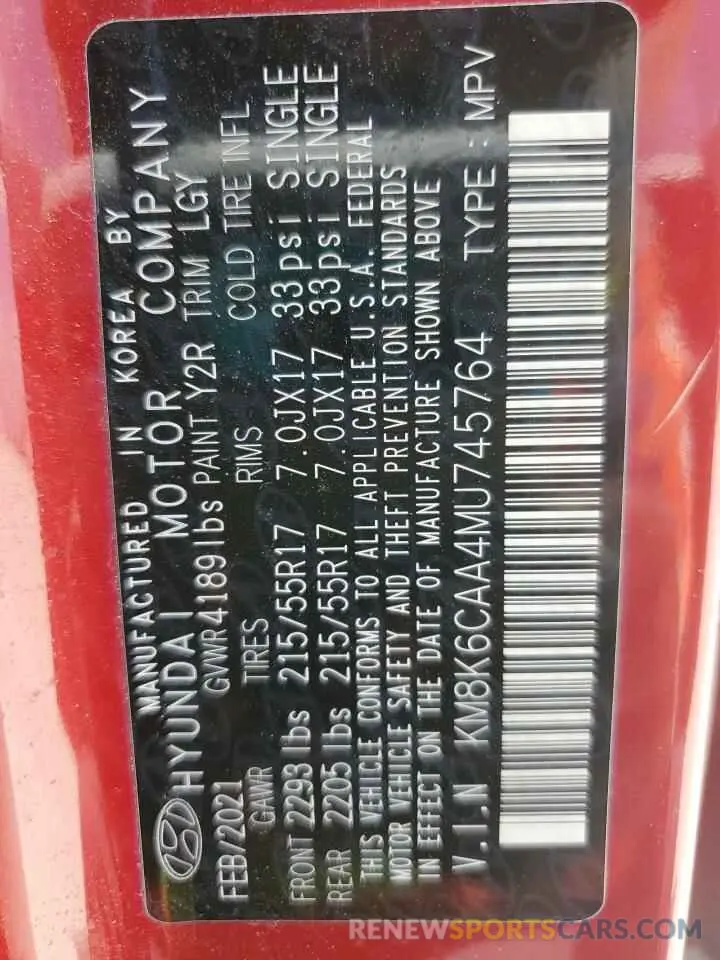 MANUFACTURED IN KOREA BY
HYUNDAI MOTOR COMPANY
FEB/2021 GVWR 4189 lbs PAINT Y2R TRIM LGY
GAWR TIRES RIMS COLD TIRE INFL
FRONT 2293 lbs 215/55R17 7.0JX17 33psi SINGLE
REAR 2205 lbs 215/55R17 7.0JX17 33psi SINGLE
THIS VEHICLE CONFORMS TO ALL APPLICABLE U.S.A. FEDERAL
MOTOR VEHICLE SAFETY AND THEFT PREVENTION STANDARDS
IN EFFECT ON THE DATE OF MANUFACTURE SHOWN ABOVE
V.I.N KM8K6CAA4MU745764 TYPE : MPV
RENEWSPORTSCARS.COM